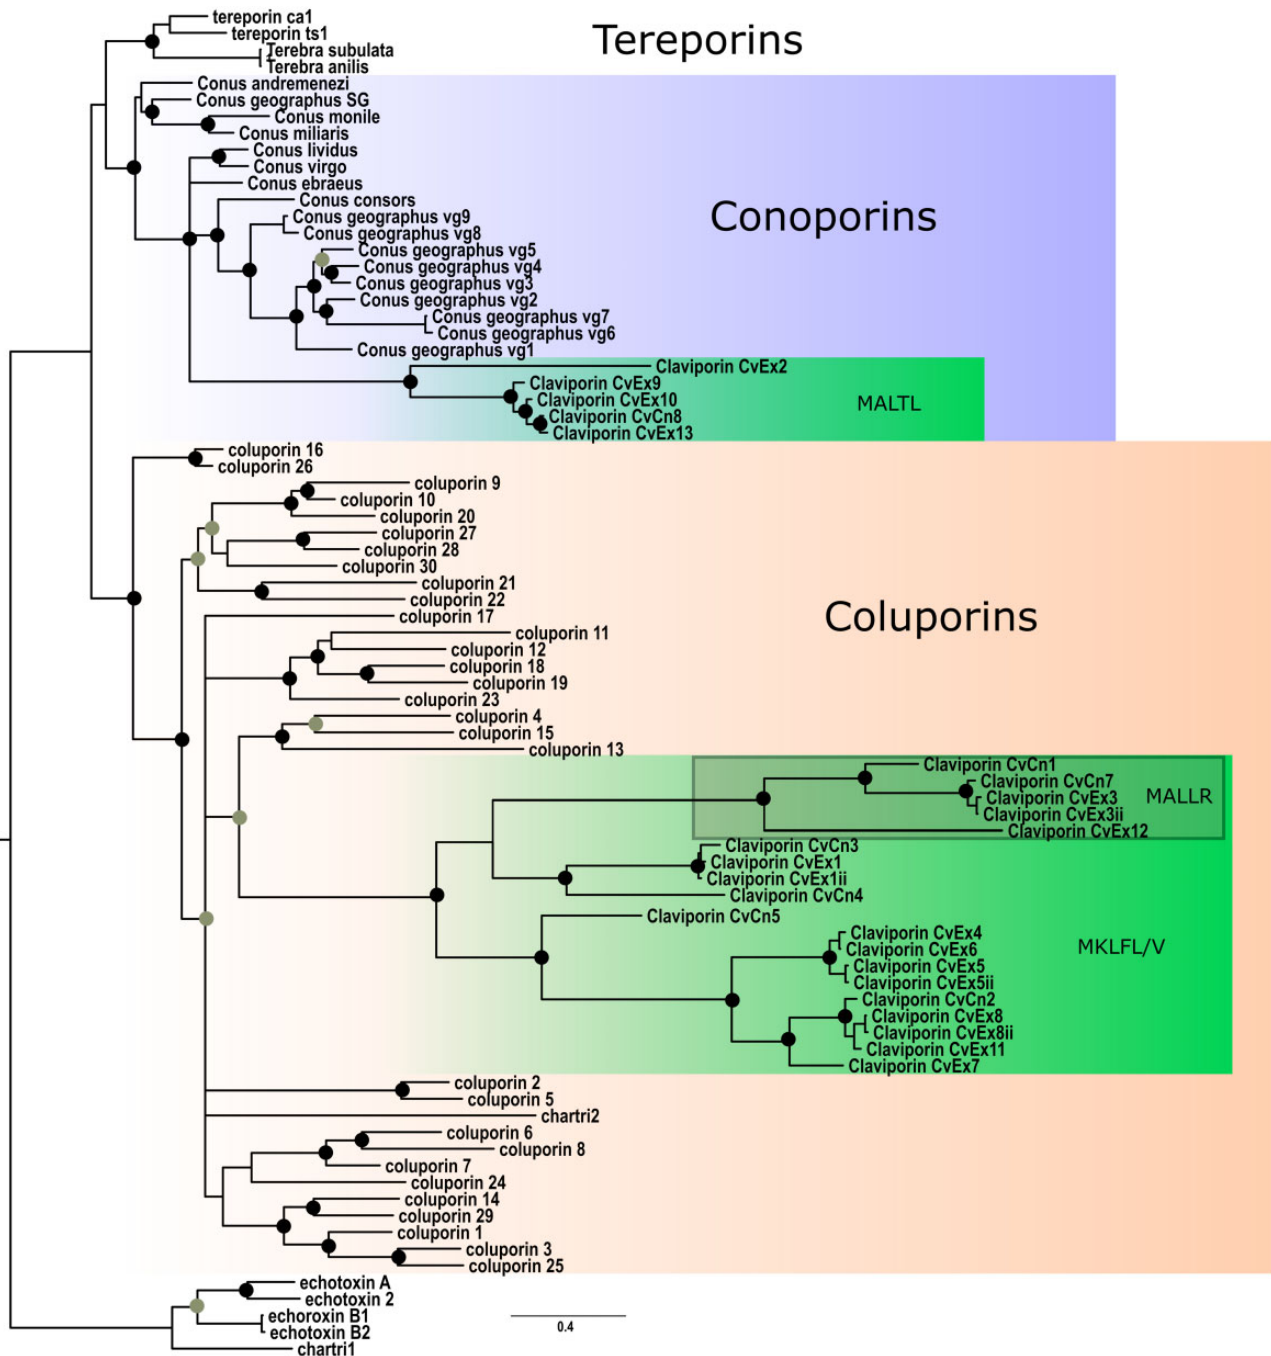 tereporin ca1
Tereporins
tereporin ts1
Terebra subulata
Terebra anilis
Conus andremenezi
Conus geographus SG
Conus monile
Conus miliaris
Conus lividus
Conus virgo
Conus ebraeus
Conus consors
Conoporins
Conus geographus vg9
Conus geographus vg8
Conus geographus vg5
Conus geographus vg4
Conus geographus vg3
Conus geographus vg2
Conus geographus vg7
Conus geographus vg6
Conus geographus vg1
Claviporin CvEx2
Claviporin CvEx9
Claviporin CvEx10
MALTL
Claviporin CvCn8
Claviporin CvEx13
coluporin 16
coluporin 26
coluporin 9
coluporin 10
coluporin 20
coluporin 27
coluporin 28
coluporin 30
coluporin 21
coluporin 22
coluporin 17
Coluporins
coluporin 11
coluporin 12
coluporin 18
coluporin 19
coluporin 23
coluporin 4
coluporin 15
coluporin 13
Claviporin CvCn1
Claviporin CvCn7
Claviporin CvEx3
MALLR
Claviporin CvEx3ii
Claviporin CvEx12
Claviporin CvCn3
Claviporin CvEx1
Claviporin CvEx1ii
Claviporin CvCn4
Claviporin CvCn5
Claviporin CvEx4
Claviporin CvEx6
MKLFL/V
Claviporin CvEx5
Claviporin CvEx5ii
Claviporin CvCn2
Claviporin CvEx8
Claviporin CvEx8ii
Claviporin CvEx11
Claviporin CvEx7
coluporin 2
coluporin 5
chartri2
coluporin 6
coluporin 8
coluporin 7
coluporin 24
coluporin 14
coluporin 29
coluporin 1
coluporin 3
coluporin 25
echotoxin A
echotoxin 2
echoroxin B1
echotoxin B2
chartri1
0.4